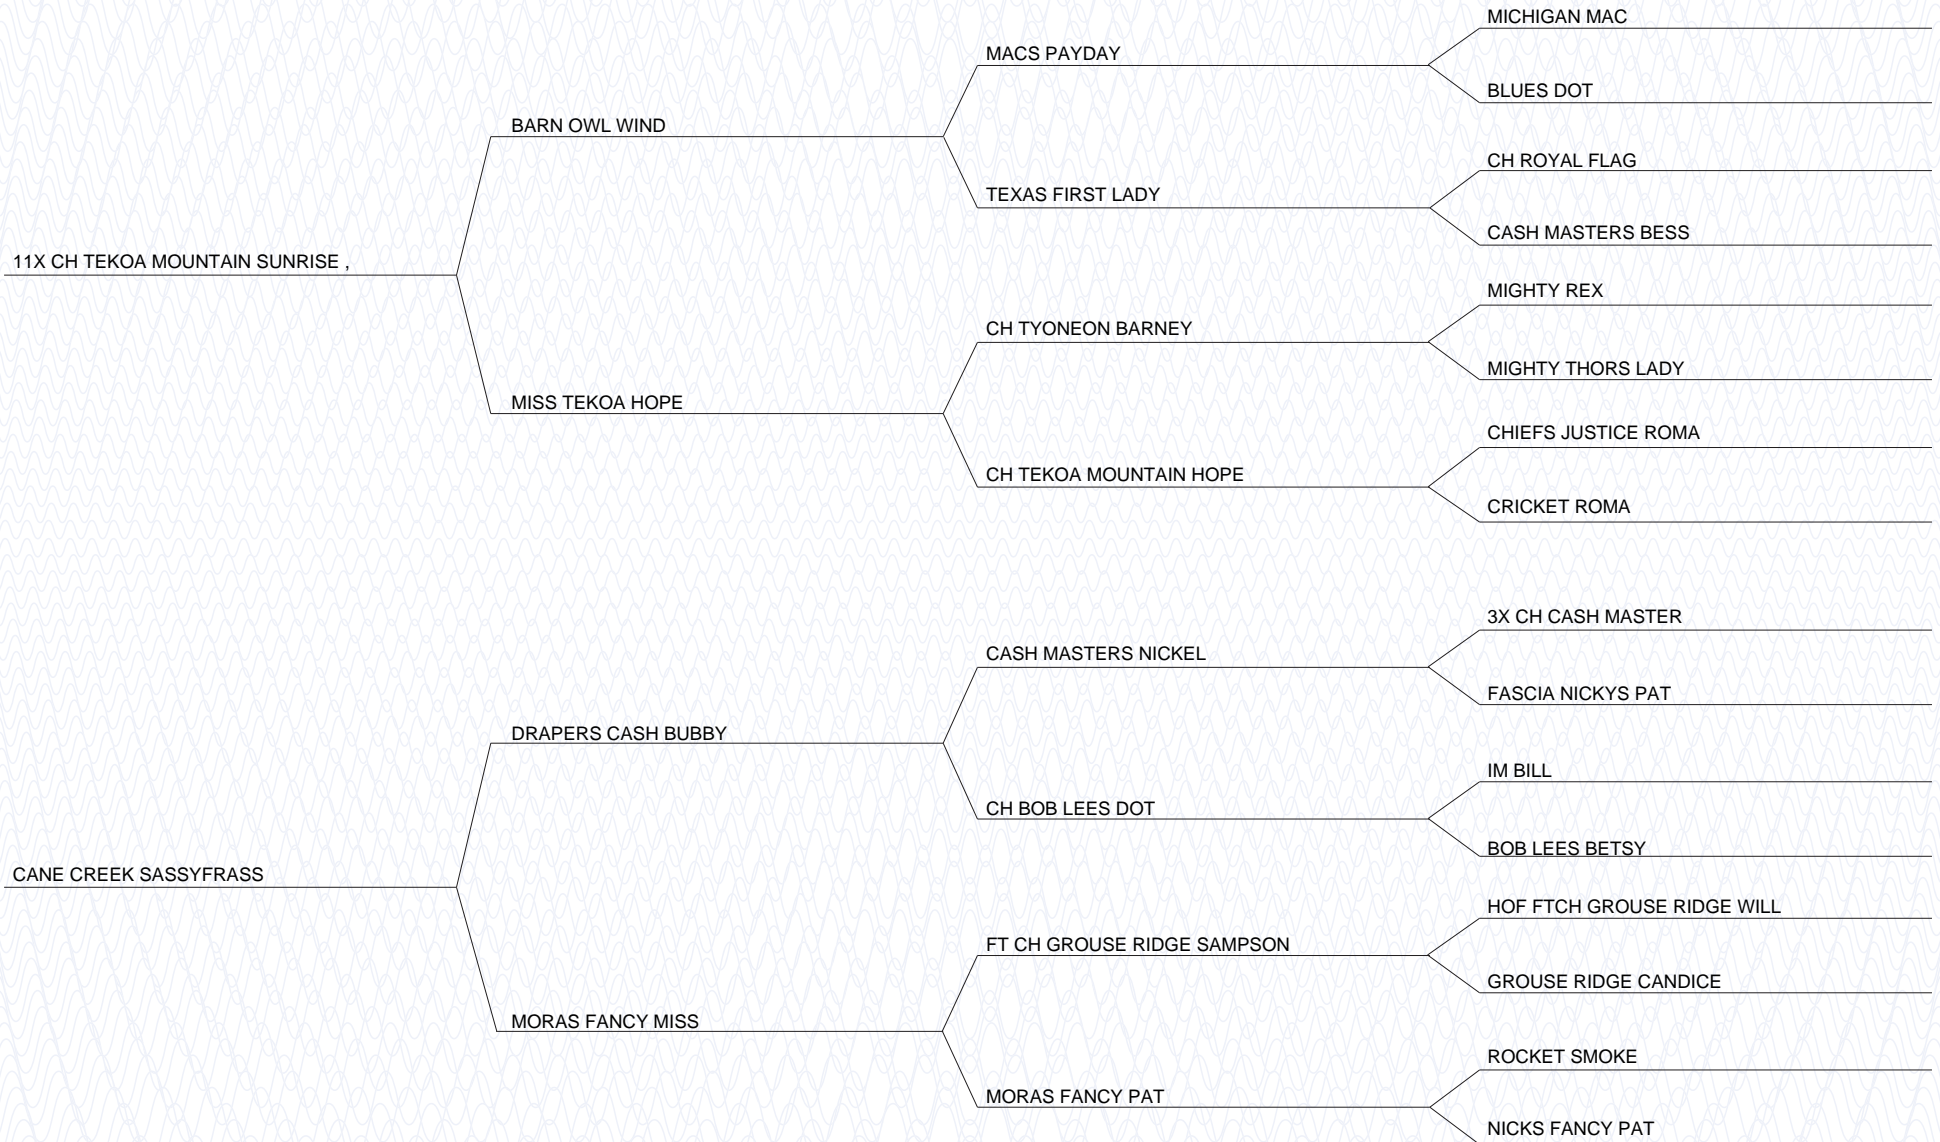 MICHIGAN MAC
MACS PAYDAY
BLUES DOT
BARN OWL WIND
CH ROYAL FLAG
TEXAS FIRST LADY
CASH MASTERS BESS
11X CH TEKOA MOUNTAIN SUNRISE ,
MIGHTY REX
CH TYONEON BARNEY
MIGHTY THORS LADY
MISS TEKOA HOPE
CHIEFS JUSTICE ROMA
CH TEKOA MOUNTAIN HOPE
CRICKET ROMA
3X CH CASH MASTER
CASH MASTERS NICKEL
FASCIA NICKYS PAT
DRAPERS CASH BUBBY
IM BILL
CH BOB LEES DOT
BOB LEES BETSY
CANE CREEK SASSYFRASS
HOF FTCH GROUSE RIDGE WILL
FT CH GROUSE RIDGE SAMPSON
GROUSE RIDGE CANDICE
MORAS FANCY MISS
ROCKET SMOKE
MORAS FANCY PAT
NICKS FANCY PAT